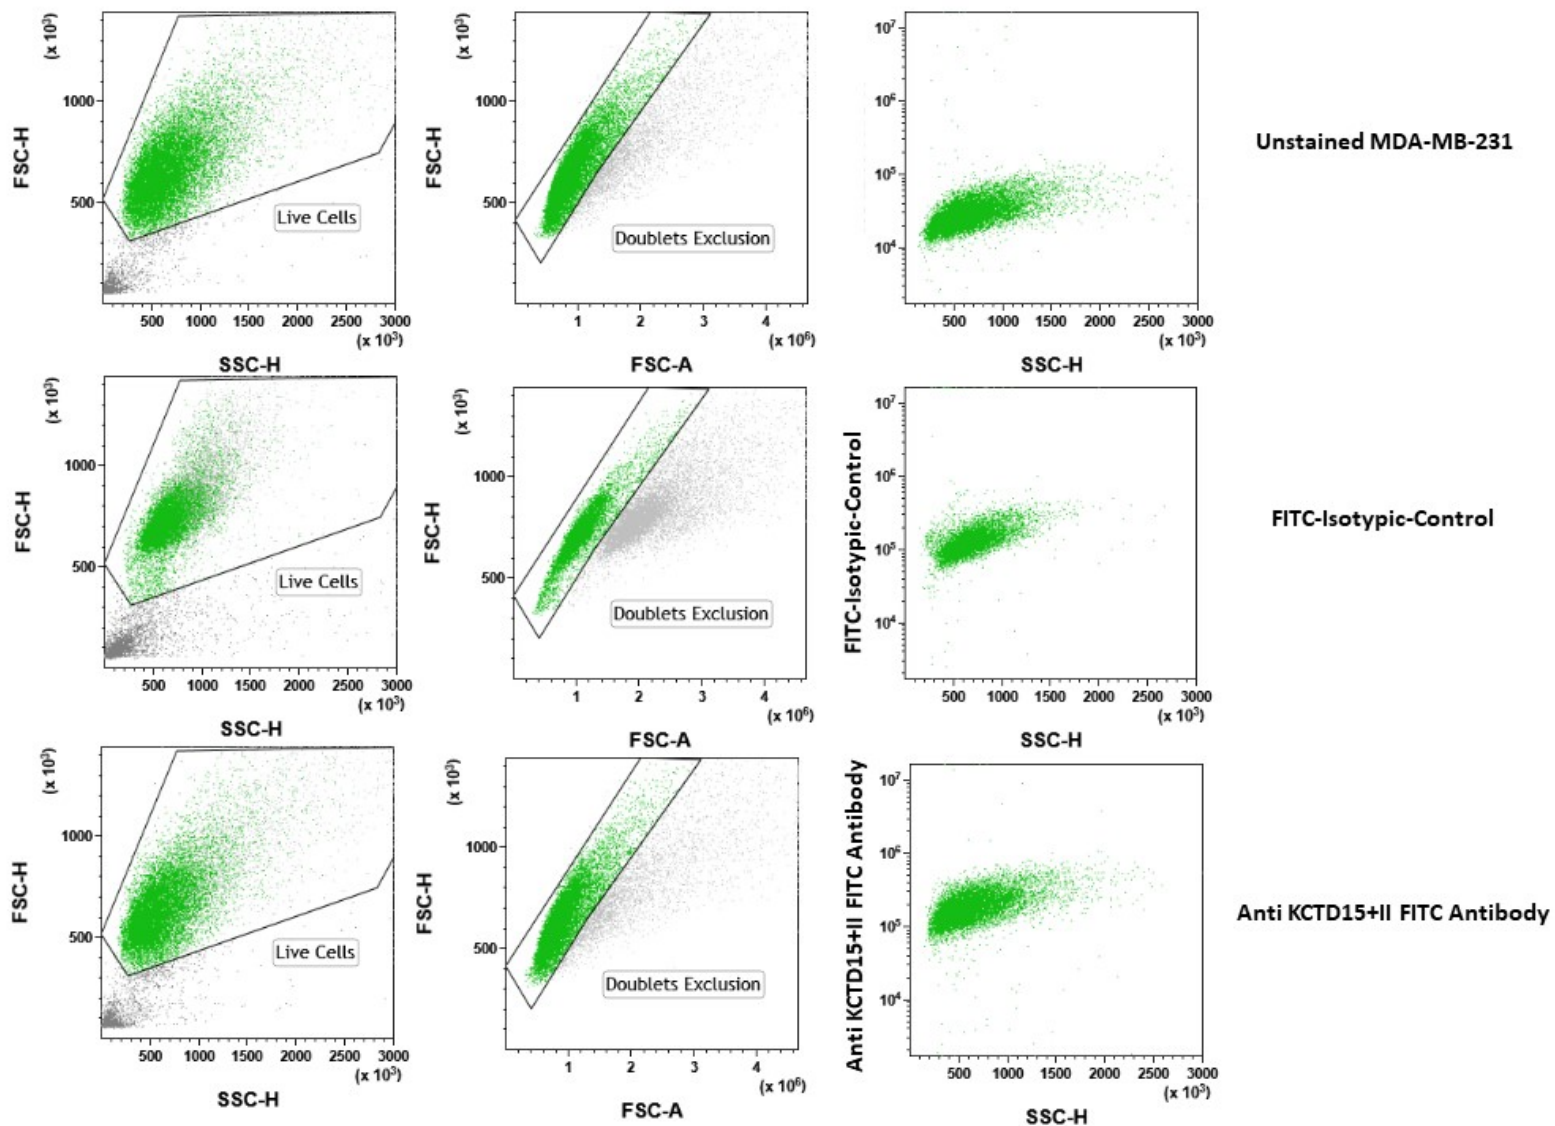 (x 10³)
FSC-H
1000
500
Live Cells
500 1000 1500 2000 2500 3000
(x 10³)
SSC-H
(x 10³)
FSC-H
1000
500
Doublets Exclusion
1 2 3 4
(x 10⁶)
FSC-A
10⁷
10⁶
10⁵
10⁴
500 1000 1500 2000 2500 3000
(x 10³)
SSC-H
Unstained MDA-MB-231
(x 10³)
FSC-H
1000
500
Live Cells
500 1000 1500 2000 2500 3000
(x 10³)
SSC-H
(x 10³)
FSC-H
1000
500
Doublets Exclusion
1 2 3 4
(x 10⁶)
FSC-A
FITC-Isotypic-Control
10⁷
10⁶
10⁵
10⁴
500 1000 1500 2000 2500 3000
(x 10³)
SSC-H
FITC-Isotypic-Control
(x 10³)
FSC-H
1000
500
Live Cells
500 1000 1500 2000 2500 3000
(x 10³)
SSC-H
(x 10³)
FSC-H
1000
500
Doublets Exclusion
1 2 3 4
(x 10⁶)
FSC-A
Anti KCTD15+II FITC Antibody
10⁷
10⁶
10⁵
10⁴
500 1000 1500 2000 2500 3000
(x 10³)
SSC-H
Anti KCTD15+II FITC Antibody